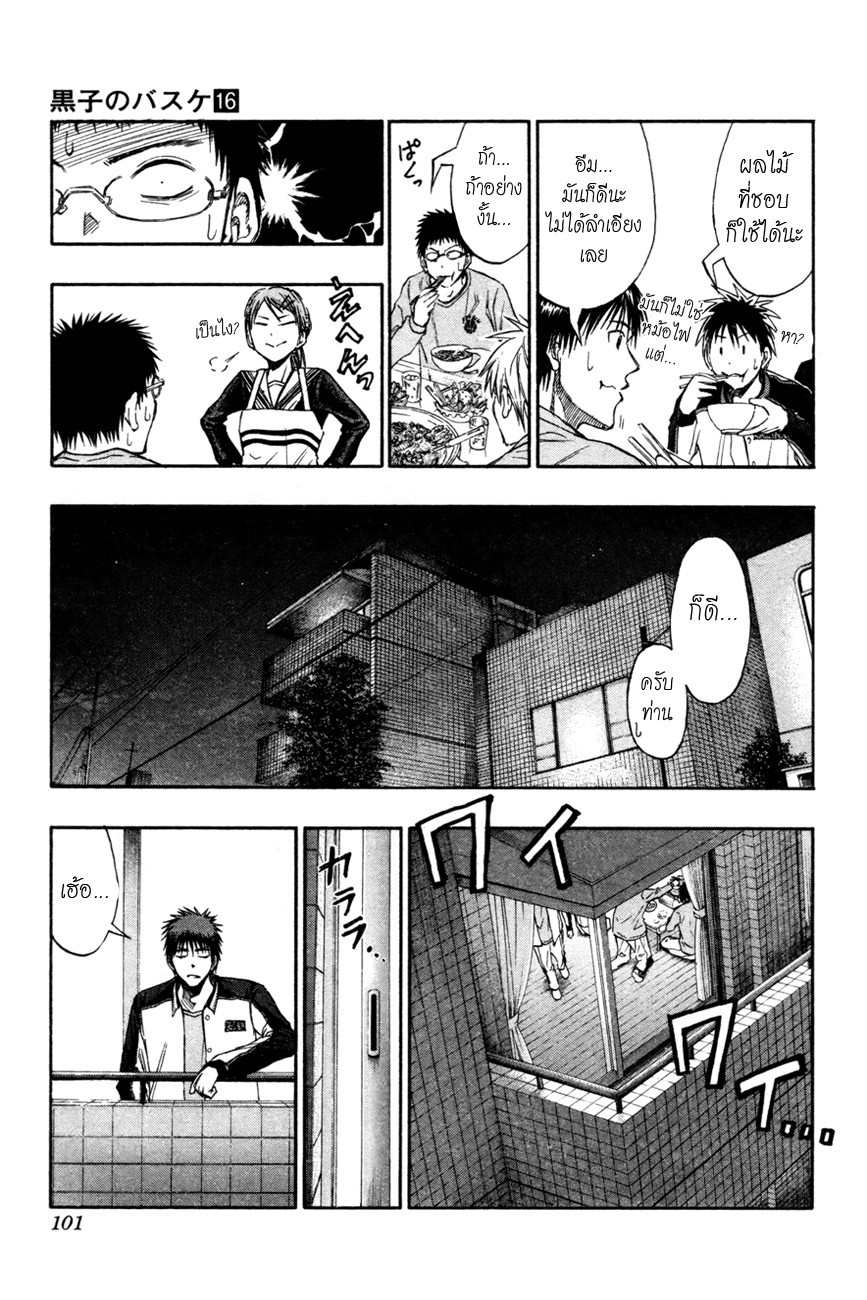 黒子のバスケ16
ผลไม้
ที่ชอบ
ก็ใช้ได้นะ
หา?
อืม...
มันก็ดีนะ
ไม่ได้ลำเอียง
เลย
มันก็ไม่ใช่
หม้อไฟ
แต่...
ถ้า...
ถ้าอย่าง
งั้น...
ぱくっ
เป็นไง?
えへんっ
ก็ดี...
ครับ
ท่าน
ワイ
ワイ...
カララ...
เฮ้อ...
101